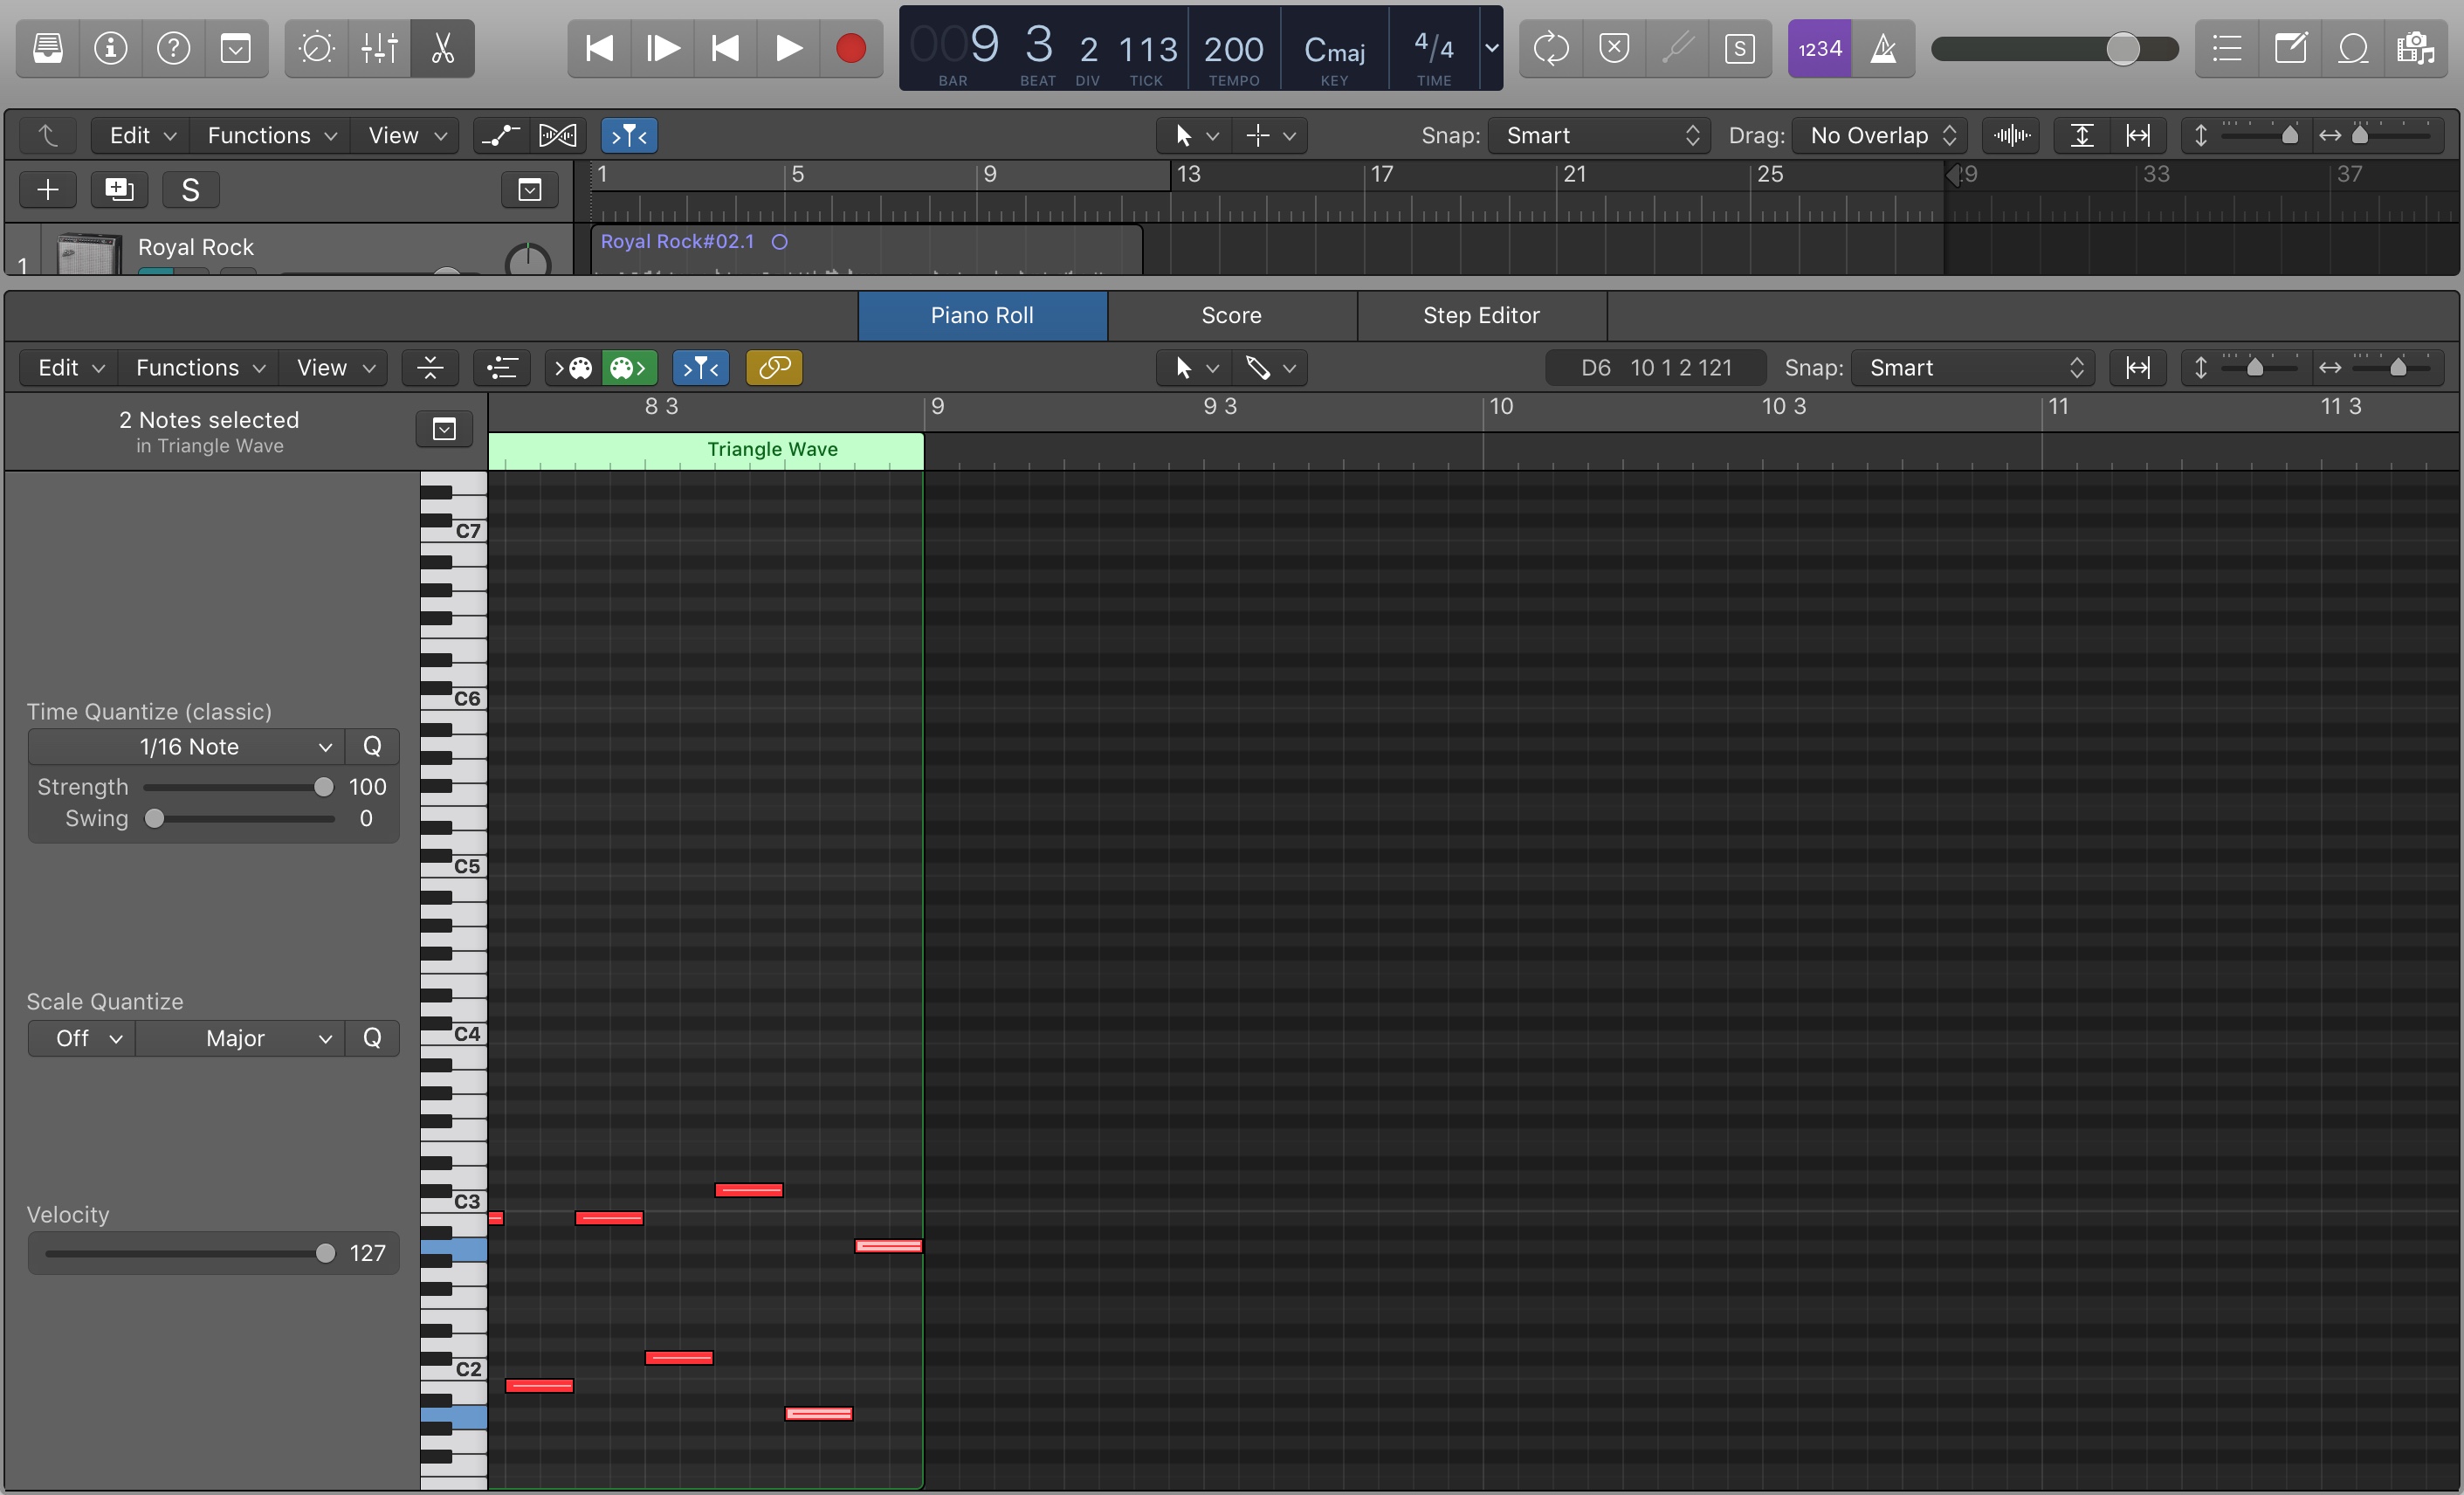 009 3 2 113 200 Cmaj 4/4
BAR BEAT DIV TICK TEMPO KEY TIME
S 1234
Edit Functions View Snap: Smart Drag: No Overlap
S 1 5 9 13 17 21 25 29 33 37
1 Royal Rock Royal Rock#02.1
Piano Roll Score Step Editor
Edit Functions View D6 10 1 2 121 Snap: Smart
2 Notes selected
in Triangle Wave
8 3 9 9 3 10 10 3 11 11 3
Triangle Wave
C7
C6
Time Quantize (classic)
1/16 Note Q
Strength 100
Swing 0
C5
Scale Quantize
Off Major Q
C4
C3
Velocity
127
C2